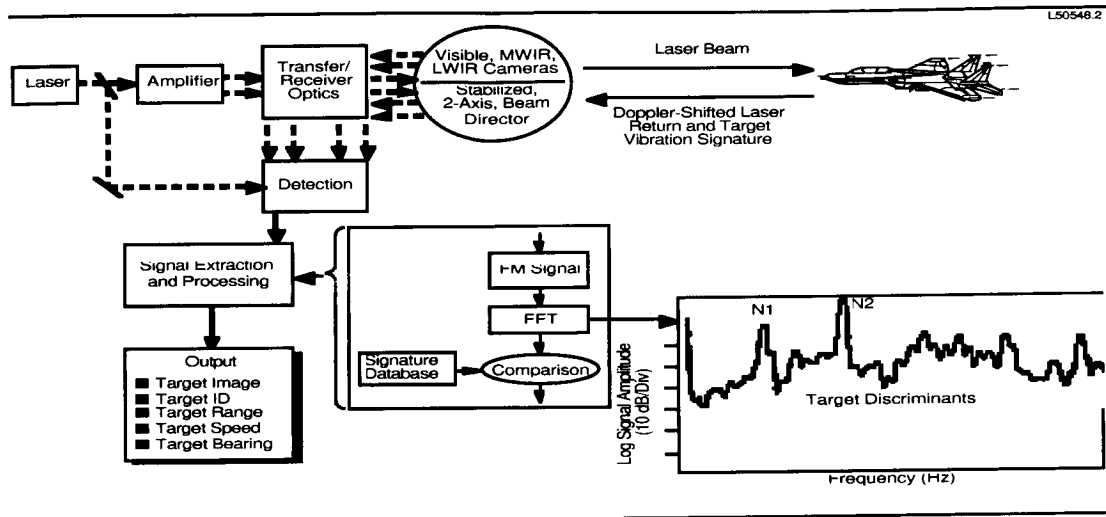 L50548.2
Laser
Amplifier
Transfer/
Receiver
Optics
Visible, MWIR,
LWIR Cameras
Stabilized,
2-Axis, Beam
Director
Laser Beam
Doppler-Shifted Laser
Return and Target
Vibration Signature
Detection
Signal Extraction
and Processing
Output
Target Image
Target ID
Target Range
Target Speed
Target Bearing
FM Signal
FFT
Signature
Database
Comparison
N1
N2
Target Discriminants
Log Signal Amplitude
(10 dB/Div)
Frequency (Hz)